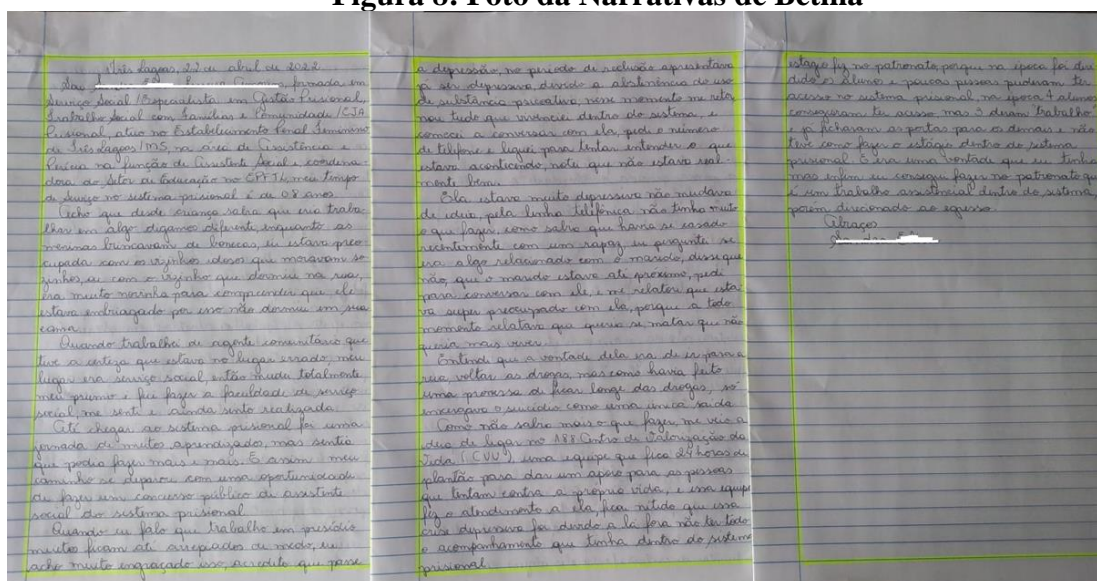 Figura 8: Foto da Narrativas de Betina
Três Lagoas, 22 de abril de 2022
Sou formada em
Serviço Social / Especialista em Gestão Prisional,
Trabalho Social com Famílias e Comunidade / CJA
Prisional, atuo no Estabelecimento Penal Feminino
de Três Lagoas/MS, na área de Assistência e
Perícia na função de Assistente Social e coordena-
dora do Setor de Educação no EPFTL, meu tempo
de serviço no sistema prisional é de 08 anos.
Acho que desde criança sabia que iria traba-
lhar em algo digamos diferente enquanto as
meninas brincavam de bonecas, eu estava preo-
cupada com os vizinhos idosos que moravam so-
zinhos, ou com o vizinho que dormia na rua,
era muito novinha para compreender que ele
estava embriagado por isso não dormia em sua
cama.
Quando trabalhei de agente comunitário que
tive a certeza que estava no lugar errado, meu
lugar era serviço social, então mudei totalmente
meu e fui fazer a faculdade de serviço
social, me senti e ainda sinto realizada.
Até chegar ao sistema prisional foi uma
jornada de muitos aprendizados, mas sentia
que podia fazer mais e mais. E assim meu
caminho se deparou com uma oportunidade
de fazer um concurso público de assistente
social do sistema prisional.
Quando eu falo que trabalho em presídio
muitos ficam até arrepiados de medo, eu
acho muito engraçado isso, acredito que passe
a depressão, no período de reclusão apresentava
já ser depressiva, devido a abstinência do uso
de substância psicoativa, nesse momento me reto
nou tudo que vivenciei dentro do sistema, e
comecei a conversar com ela, pedi o número
de telefone e liguei para tentar entender o que
estava acontecendo, notei que não estava real-
mente bem.
Ela estava muito depressiva não mudava
de ideia, pela linha telefônica não tinha muito
o que fazer, como sabia que havia se casado
recentemente com um rapaz, eu pergunta se
era algo relacionado com o marido, disse que
não, que o marido estava até próximo, pedi
para conversar com ele, e me relatou que esta-
va super preocupado com ela, porque a todo
momento relatava que queria se matar que não
queria mais viver.
Entendi que a vontade dela era de ir para a
rua, voltar as drogas, mas como havia feito
uma promessa de ficar longe das drogas, só
enxergava o suicídio como uma única saída
Como não sabia mais o que fazer me veio a
ideia de ligar no 188 Centro de Valorização da
Vida (CVV), uma equipe que fica 24 horas de
plantão para dar um apoio para as pessoas
que tentam contra a própria vida, e essa equipe
fez o atendimento a ela, ficou nítido que essa
crise depressiva foi devido a la fora não ter todo
o acompanhamento que tinha dentro do sistema
prisional.
estágio fiz no patronato, porque na época foi
os alunos e poucas pessoas puderam ter
acesso no sistema prisional, na época 4 alunos
conseguiram ter acesso mas 3 deram trabalho
e já fecharam as portas para os demais e não
tive como fazer o estágio dentro do sistema
prisional. E era uma vontade que eu tinha
mas enfim eu consegui fazer no patronato que
é um trabalho assistencial dentro do sistema,
porém direcionado ao egresso.
Abraços